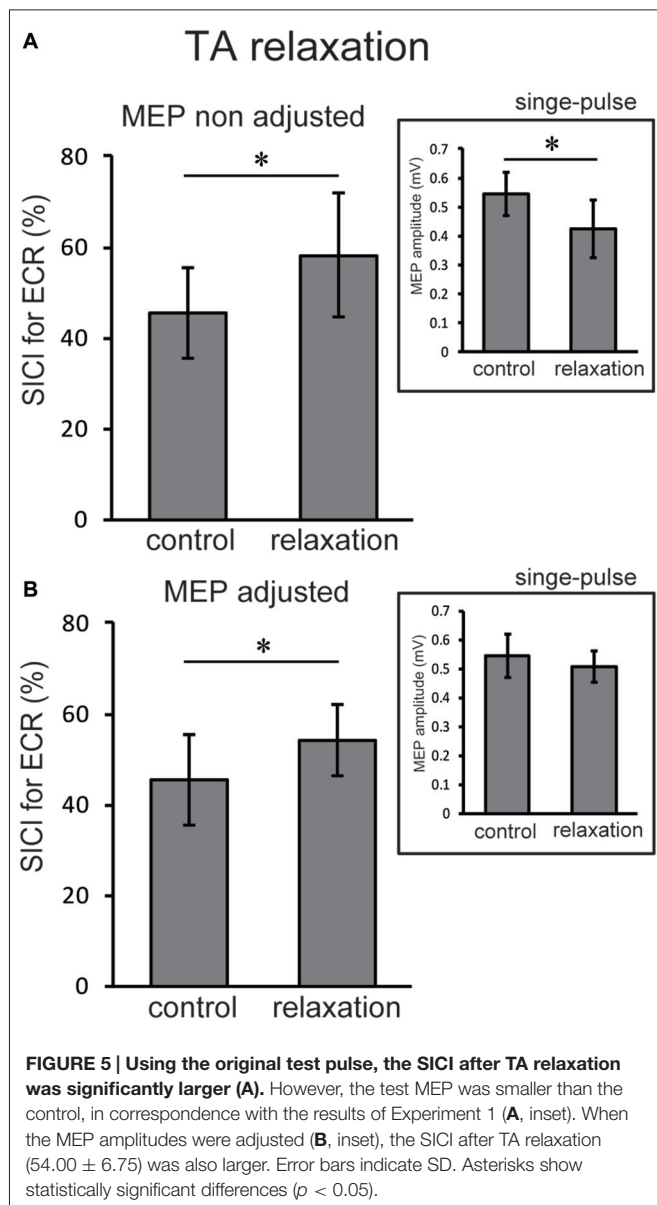 A
TA relaxation
MEP non adjusted
singe-pulse
SICI for ECR (%)
80
60
40
20
0
*
control relaxation
MEP amplitude (mV)
0.7
0.6
0.5
0.4
0.3
0.2
0.1
0
*
control relaxation
B
MEP adjusted
singe-pulse
SICI for ECR (%)
80
60
40
20
0
*
control relaxation
MEP amplitude (mV)
0.7
0.6
0.5
0.4
0.3
0.2
0.1
0
control relaxation
FIGURE 5 | Using the original test pulse, the SICI after TA relaxation
was significantly larger (A). However, the test MEP was smaller than the
control, in correspondence with the results of Experiment 1 (A, inset). When
the MEP amplitudes were adjusted (B, inset), the SICI after TA relaxation
(54.00 ± 6.75) was also larger. Error bars indicate SD. Asterisks show
statistically significant differences (p < 0.05).